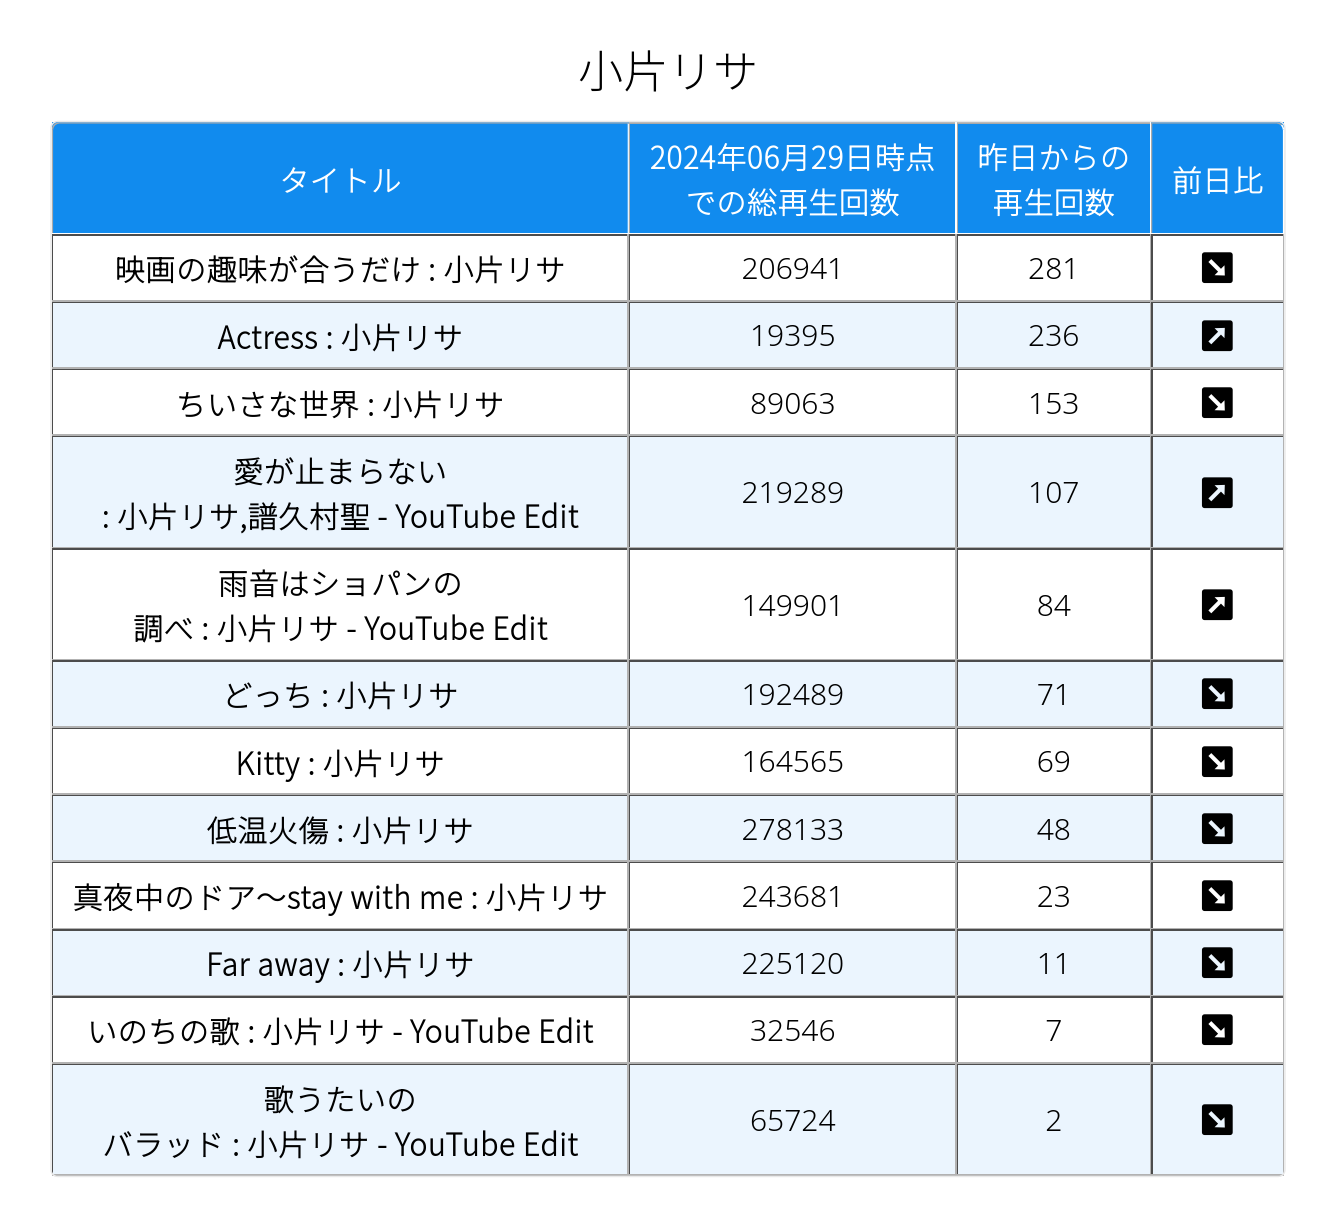 小片リサ
タイトル
2024年06月29日時点
での総再生回数
昨日からの
再生回数
前日比
映画の趣味が合うだけ : 小片リサ 206941 281 ↘
Actress : 小片リサ 19395 236 ↗
ちいさな世界 : 小片リサ 89063 153 ↘
愛が止まらない
: 小片リサ,譜久村聖 - YouTube Edit 219289 107 ↗
雨音はショパンの
調べ : 小片リサ - YouTube Edit 149901 84 ↗
どっち : 小片リサ 192489 71 ↘
Kitty : 小片リサ 164565 69 ↘
低温火傷 : 小片リサ 278133 48 ↘
真夜中のドア〜stay with me : 小片リサ 243681 23 ↘
Far away : 小片リサ 225120 11 ↘
いのちの歌 : 小片リサ - YouTube Edit 32546 7 ↘
歌うたいの
バラッド : 小片リサ - YouTube Edit 65724 2 ↘